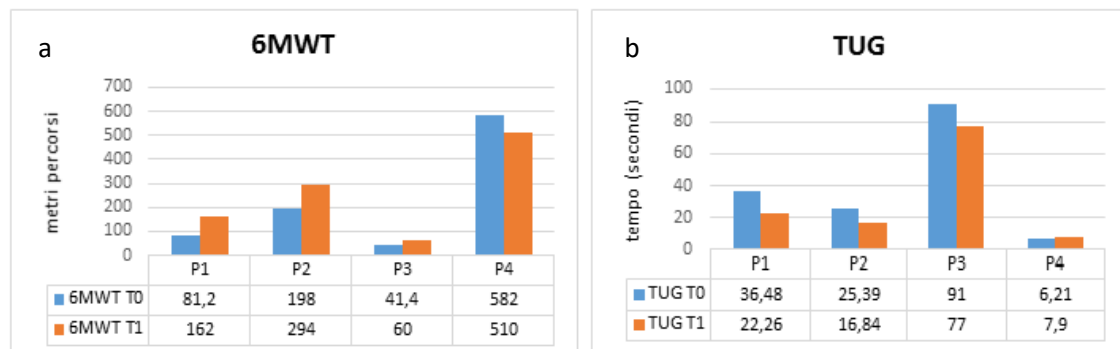 a
6MWT
metri percorsi
700
600
500
400
300
200
100
0
P1 P2 P3 P4
6MWT T0 81,2 198 41,4 582
6MWT T1 162 294 60 510
b
TUG
tempo (secondi)
100
80
60
40
20
0
P1 P2 P3 P4
TUG T0 36,48 25,39 91 6,21
TUG T1 22,26 16,84 77 7,9